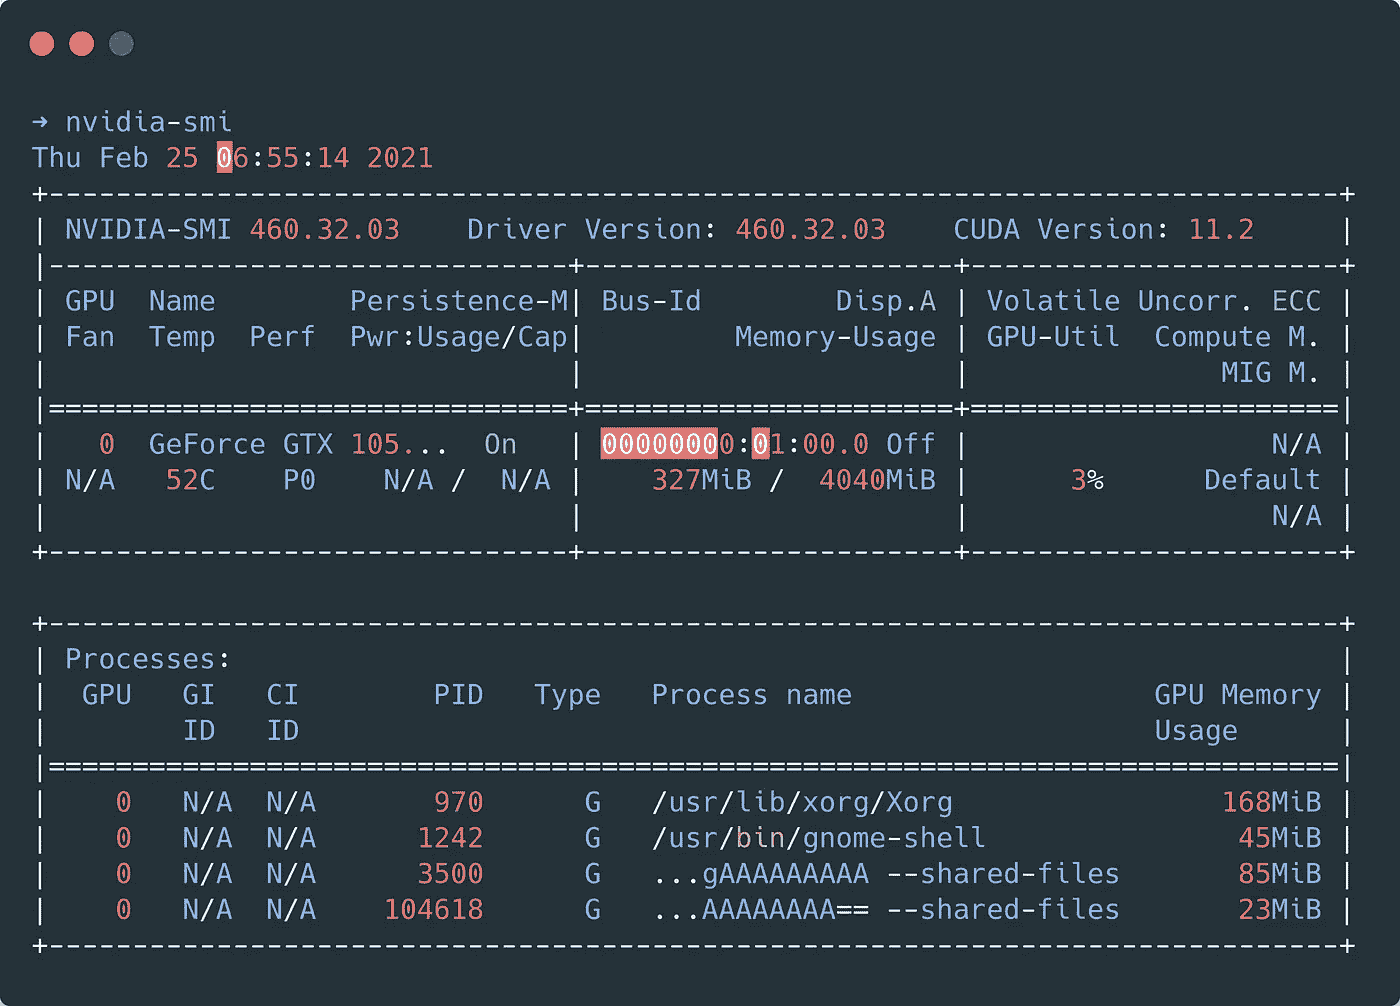 → nvidia-smi
Thu Feb 25 06:55:14 2021
+-----------------------------------------------------------------------------+
| NVIDIA-SMI 460.32.03    Driver Version: 460.32.03    CUDA Version: 11.2     |
|-------------------------------+----------------------+----------------------+
| GPU  Name        Persistence-M| Bus-Id        Disp.A | Volatile Uncorr. ECC |
| Fan  Temp  Perf  Pwr:Usage/Cap|         Memory-Usage | GPU-Util  Compute M. |
|                               |                      |               MIG M. |
|===============================+======================+======================|
|   0  GeForce GTX 105...  On   | 00000000:01:00.0 Off |                  N/A |
| N/A   52C    P0    N/A /  N/A |    327MiB /  4040MiB |      3%      Default |
|                               |                      |                  N/A |
+-------------------------------+----------------------+----------------------+
+-----------------------------------------------------------------------------+
| Processes:                                                                  |
|  GPU   GI   CI        PID   Type   Process name                  GPU Memory |
|        ID   ID                                                   Usage      |
|=============================================================================|
|    0   N/A  N/A       970      G   /usr/lib/xorg/Xorg                168MiB |
|    0   N/A  N/A      1242      G   /usr/bin/gnome-shell               45MiB |
|    0   N/A  N/A      3500      G   ...gAAAAAAAAA --shared-files       85MiB |
|    0   N/A  N/A    104618      G   ...AAAAAAAA== --shared-files       23MiB |
+-----------------------------------------------------------------------------+